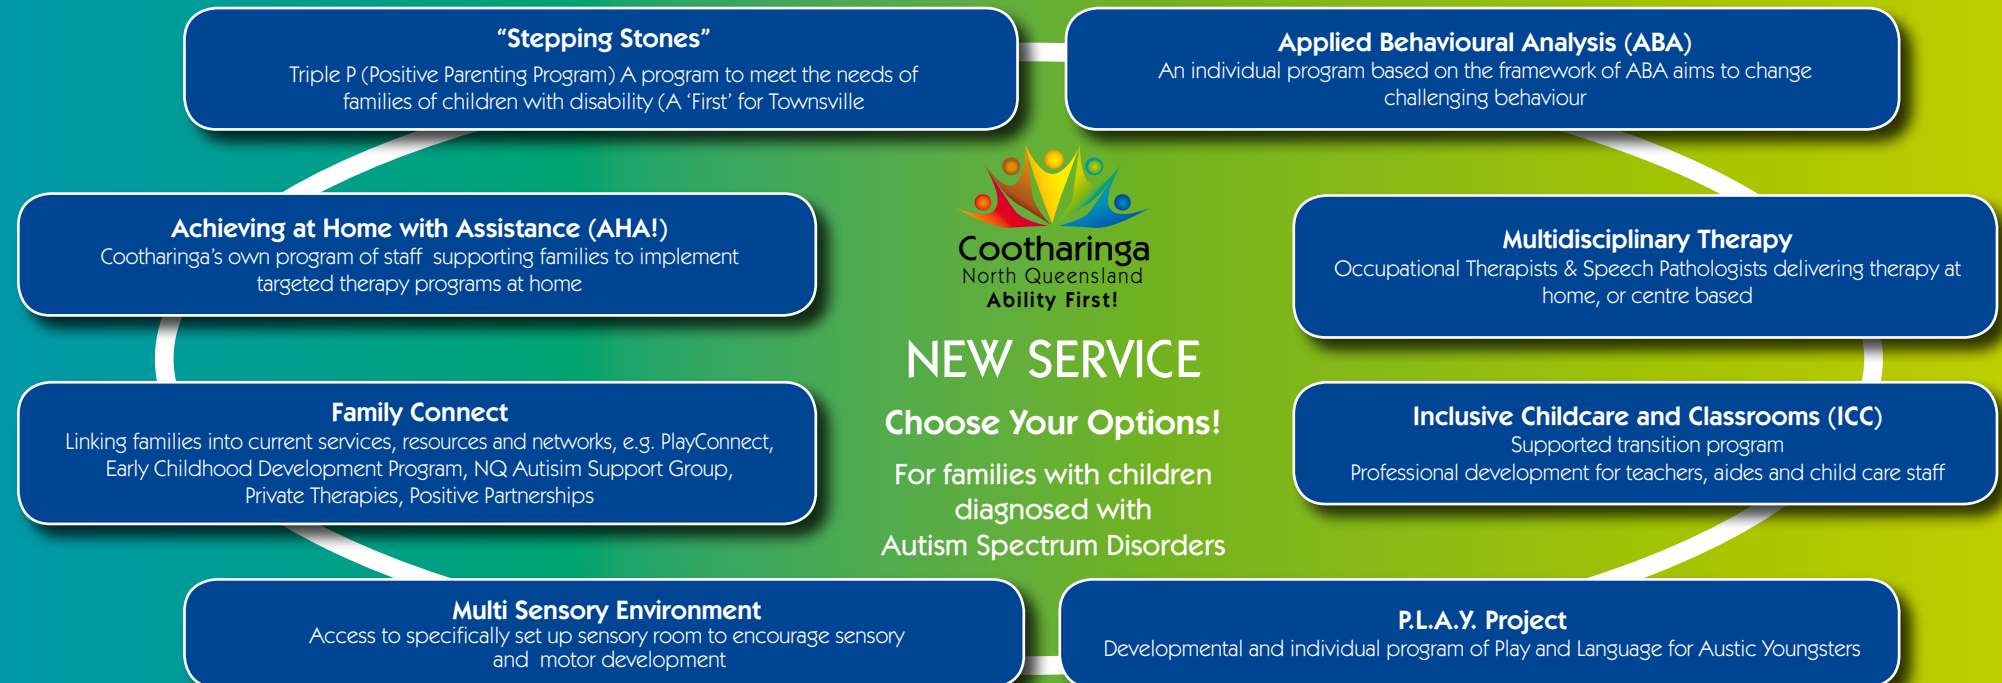 “Stepping Stones”
Triple P (Positive Parenting Program) A program to meet the needs of
families of children with disability (A ‘First’ for Townsville
Applied Behavioural Analysis (ABA)
An individual program based on the framework of ABA aims to change
challenging behaviour
Achieving at Home with Assistance (AHA!)
Cootharinga’s own program of staff supporting families to implement
targeted therapy programs at home
Cootharinga
North Queensland
Ability First!
Multidisciplinary Therapy
Occupational Therapists & Speech Pathologists delivering therapy at
home, or centre based
NEW SERVICE
Choose Your Options!
For families with children
diagnosed with
Autism Spectrum Disorders
Family Connect
Linking families into current services, resources and networks, e.g. PlayConnect,
Early Childhood Development Program, NQ Autisim Support Group,
Private Therapies, Positive Partnerships
Inclusive Childcare and Classrooms (ICC)
Supported transition program
Professional development for teachers, aides and child care staff
Multi Sensory Environment
Access to specifically set up sensory room to encourage sensory
and motor development
P.L.A.Y. Project
Developmental and individual program of Play and Language for Austic Youngsters